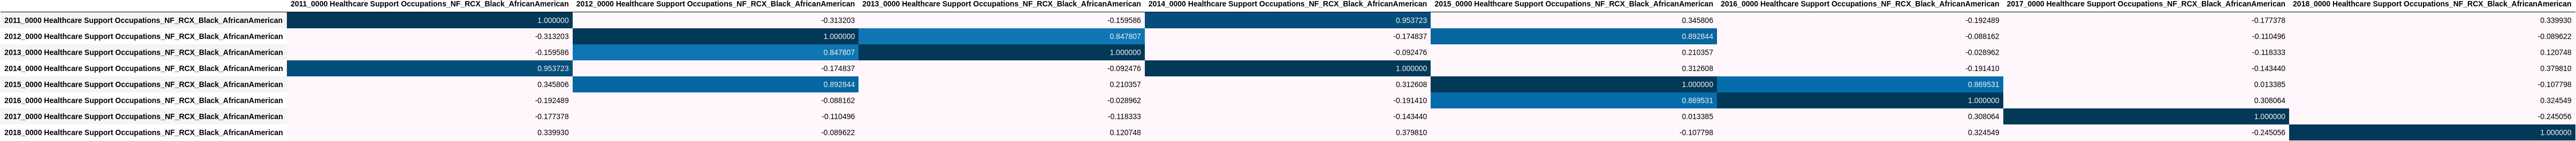 2011_0000 Healthcare Support Occupations_NF_RCX_Black_AfricanAmerican 2012_0000 Healthcare Support Occupations_NF_RCX_Black_AfricanAmerican 2013_0000 Healthcare Support Occupations_NF_RCX_Black_AfricanAmerican 2014_0000 Healthcare Support Occupations_NF_RCX_Black_AfricanAmerican 2015_0000 Healthcare Support Occupations_NF_RCX_Black_AfricanAmerican 2016_0000 Healthcare Support Occupations_NF_RCX_Black_AfricanAmerican 2017_0000 Healthcare Support Occupations_NF_RCX_Black_AfricanAmerican 2018_0000 Healthcare Support Occupations_NF_RCX_Black_AfricanAmerican
2011_0000 Healthcare Support Occupations_NF_RCX_Black_AfricanAmerican 1.000000 -0.313203 -0.159586 0.953723 0.345806 -0.192489 -0.177378 0.339930
2012_0000 Healthcare Support Occupations_NF_RCX_Black_AfricanAmerican -0.313203 1.000000 0.847807 -0.174837 0.892844 -0.088162 -0.110496 -0.089622
2013_0000 Healthcare Support Occupations_NF_RCX_Black_AfricanAmerican -0.159586 0.847807 1.000000 -0.092476 0.210357 -0.028962 -0.118333 0.120748
2014_0000 Healthcare Support Occupations_NF_RCX_Black_AfricanAmerican 0.953723 -0.174837 -0.092476 1.000000 0.312608 -0.191410 -0.143440 0.379810
2015_0000 Healthcare Support Occupations_NF_RCX_Black_AfricanAmerican 0.345806 0.892844 0.210357 0.312608 1.000000 0.869531 0.013385 -0.107798
2016_0000 Healthcare Support Occupations_NF_RCX_Black_AfricanAmerican -0.192489 -0.088162 -0.028962 -0.191410 0.869531 1.000000 0.308064 0.324549
2017_0000 Healthcare Support Occupations_NF_RCX_Black_AfricanAmerican -0.177378 -0.110496 -0.118333 -0.143440 0.013385 0.308064 1.000000 -0.245056
2018_0000 Healthcare Support Occupations_NF_RCX_Black_AfricanAmerican 0.339930 -0.089622 0.120748 0.379810 -0.107798 0.324549 -0.245056 1.000000